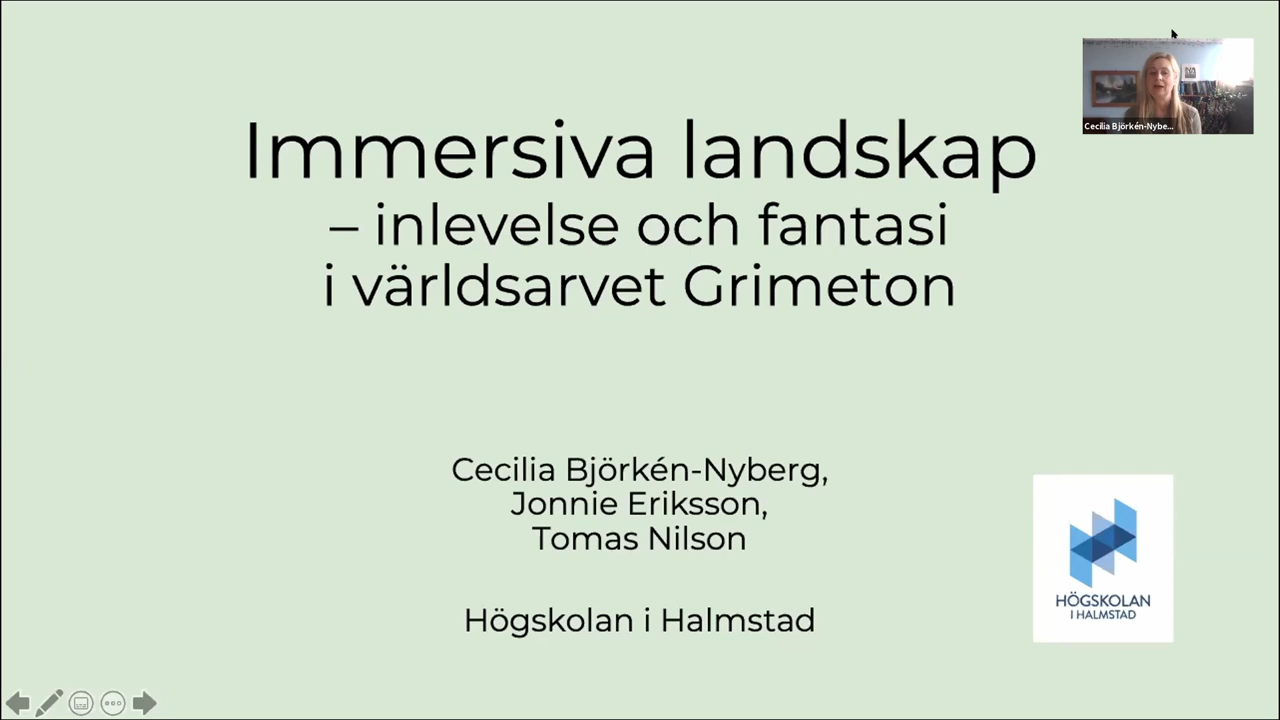 Immersiva landskap
– inlevelse och fantasi
i världsarvet Grimeton
Cecilia Björkén-Nybe...
Cecilia Björkén-Nyberg,
Jonnie Eriksson,
Tomas Nilson
Högskolan i Halmstad
HÖGSKOLAN
I HALMSTAD